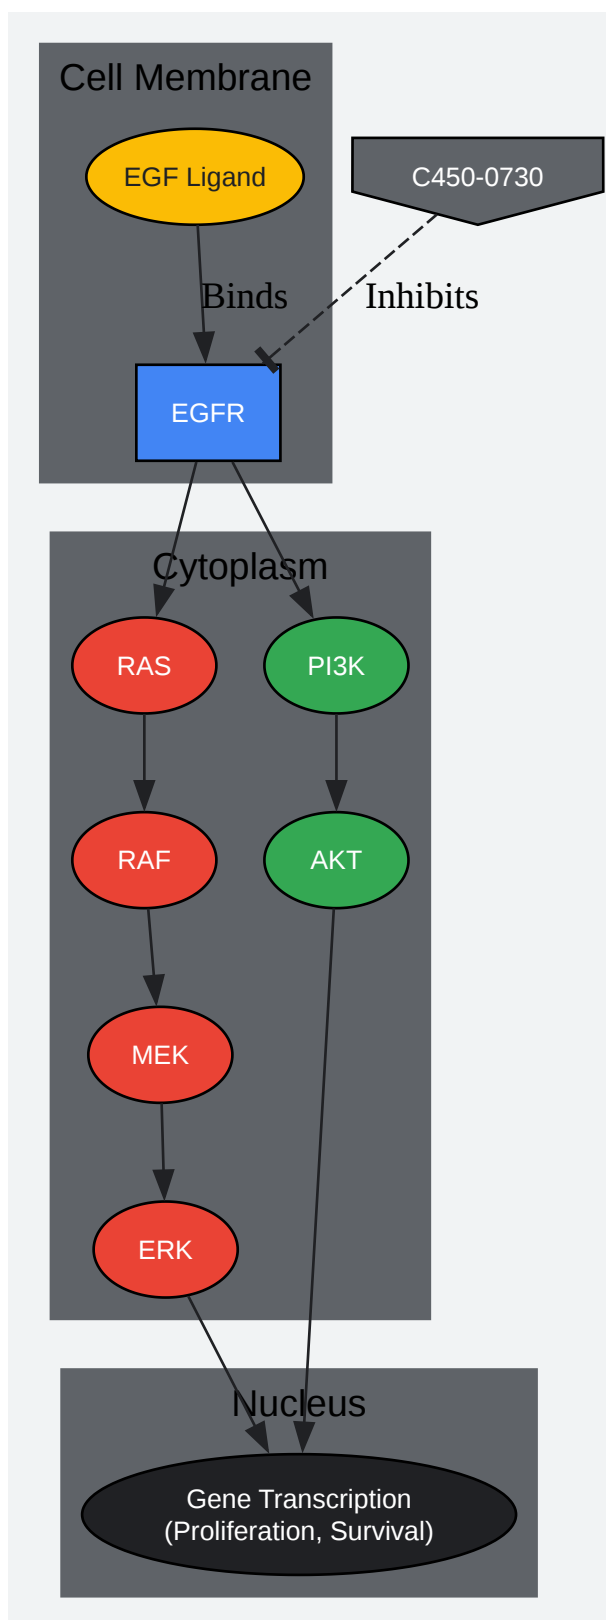 Cell Membrane
EGF Ligand
C450-0730
Binds
Inhibits
EGFR
Cytoplasm
RAS
PI3K
RAF
AKT
MEK
ERK
Nucleus
Gene Transcription
(Proliferation, Survival)